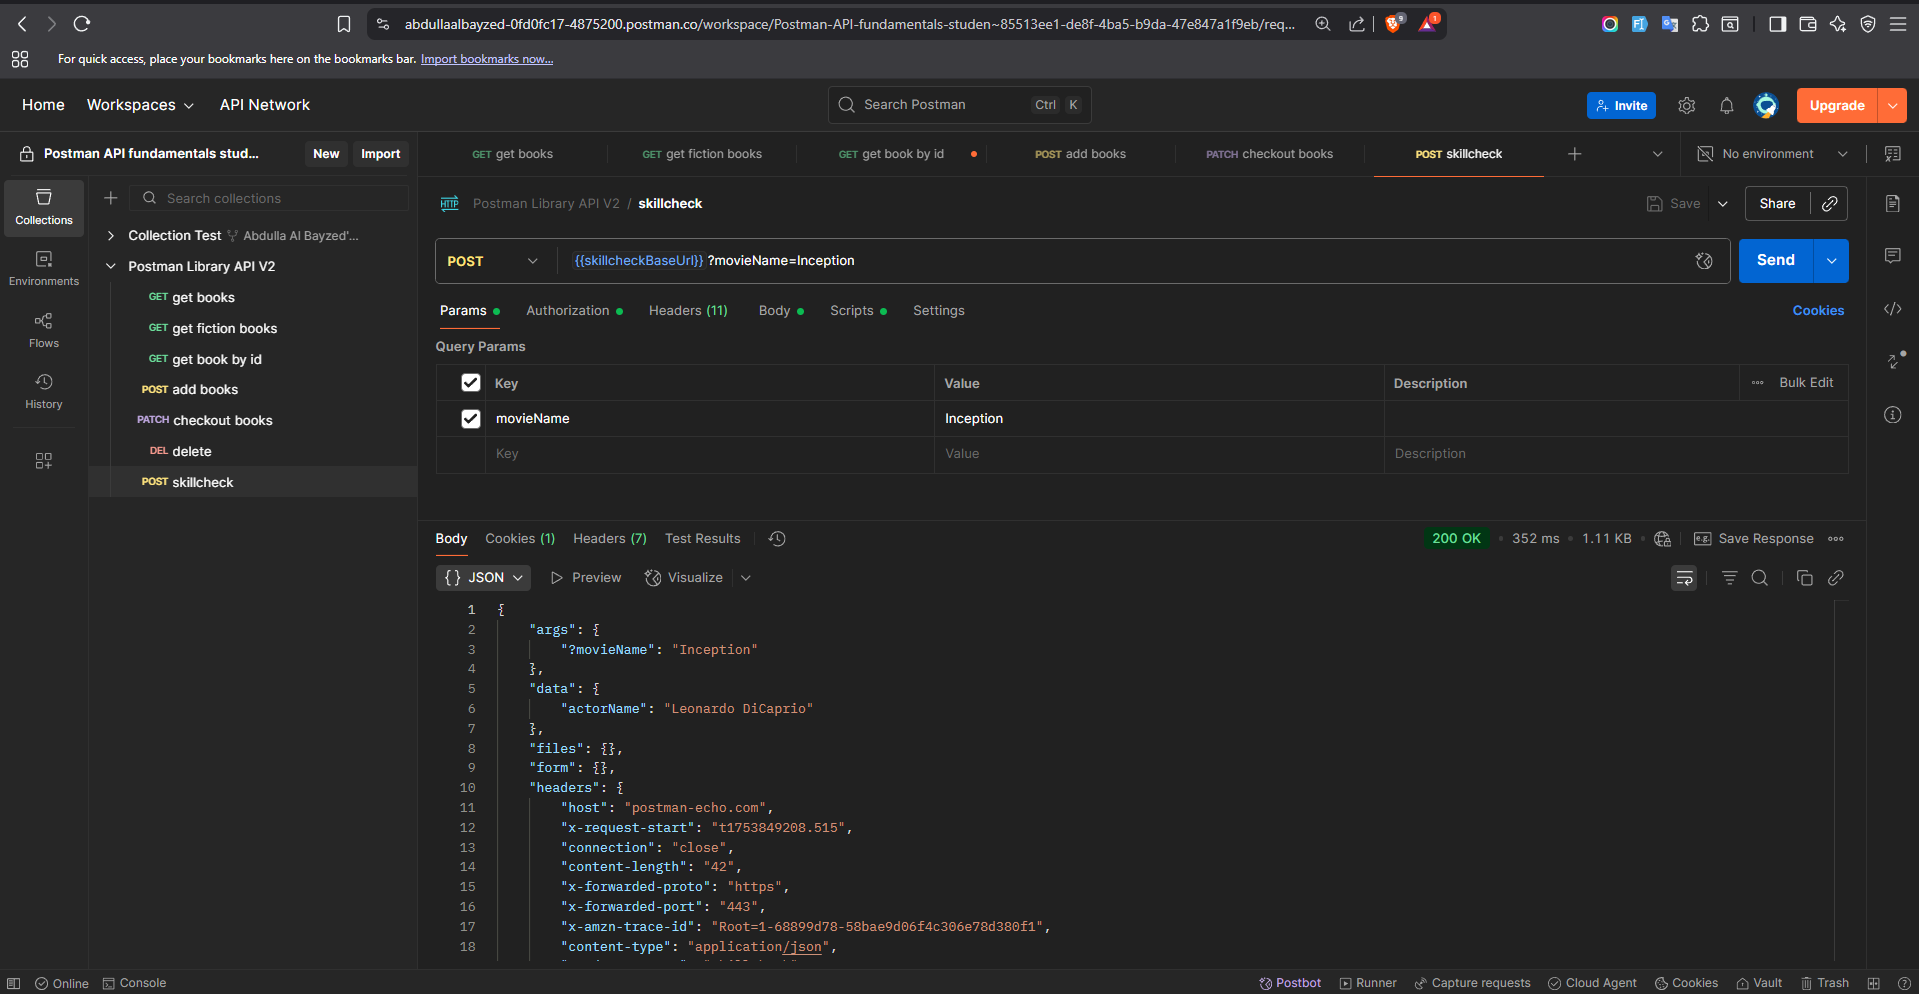 abdullaalbayzed-0fd0fc17-4875200.postman.co/workspace/Postman-API-fundamentals-studen~85513ee1-de8f-4ba5-b9da-47e847a1f9eb/req...
9
1
For quick access, place your bookmarks here on the bookmarks bar. Import bookmarks now...
Home Workspaces API Network
Search Postman Ctrl K
Invite Upgrade
Postman API fundamentals stud... New Import
GET get books GET get fiction books GET get book by id POST add books PATCH checkout books POST skillcheck No environment
Collections
Environments
Flows
History
Search collections
Collection Test Abdulla Al Bayzed'...
Postman Library API V2
GET get books
GET get fiction books
GET get book by id
POST add books
PATCH checkout books
DEL delete
POST skillcheck
HTTP Postman Library API V2 / skillcheck Save Share
POST {{skillcheckBaseUrl}} ?movieName=Inception Send
Params Authorization Headers (11) Body Scripts Settings Cookies
Query Params
Key Value Description Bulk Edit
movieName Inception
Key Value Description
Body Cookies (1) Headers (7) Test Results 200 OK 352 ms 1.11 KB e.g. Save Response
{} JSON Preview Visualize
1 {
2 "args": {
3 "?movieName": "Inception"
4 },
5 "data": {
6 "actorName": "Leonardo DiCaprio"
7 },
8 "files": {},
9 "form": {},
10 "headers": {
11 "host": "postman-echo.com",
12 "x-request-start": "t1753849208.515",
13 "connection": "close",
14 "content-length": "42",
15 "x-forwarded-proto": "https",
16 "x-forwarded-port": "443",
17 "x-amzn-trace-id": "Root=1-68899d78-58bae9d06f4c306e78d380f1",
18 "content-type": "application/json",
Online Console Postbot Runner Capture requests Cloud Agent Cookies Vault Trash